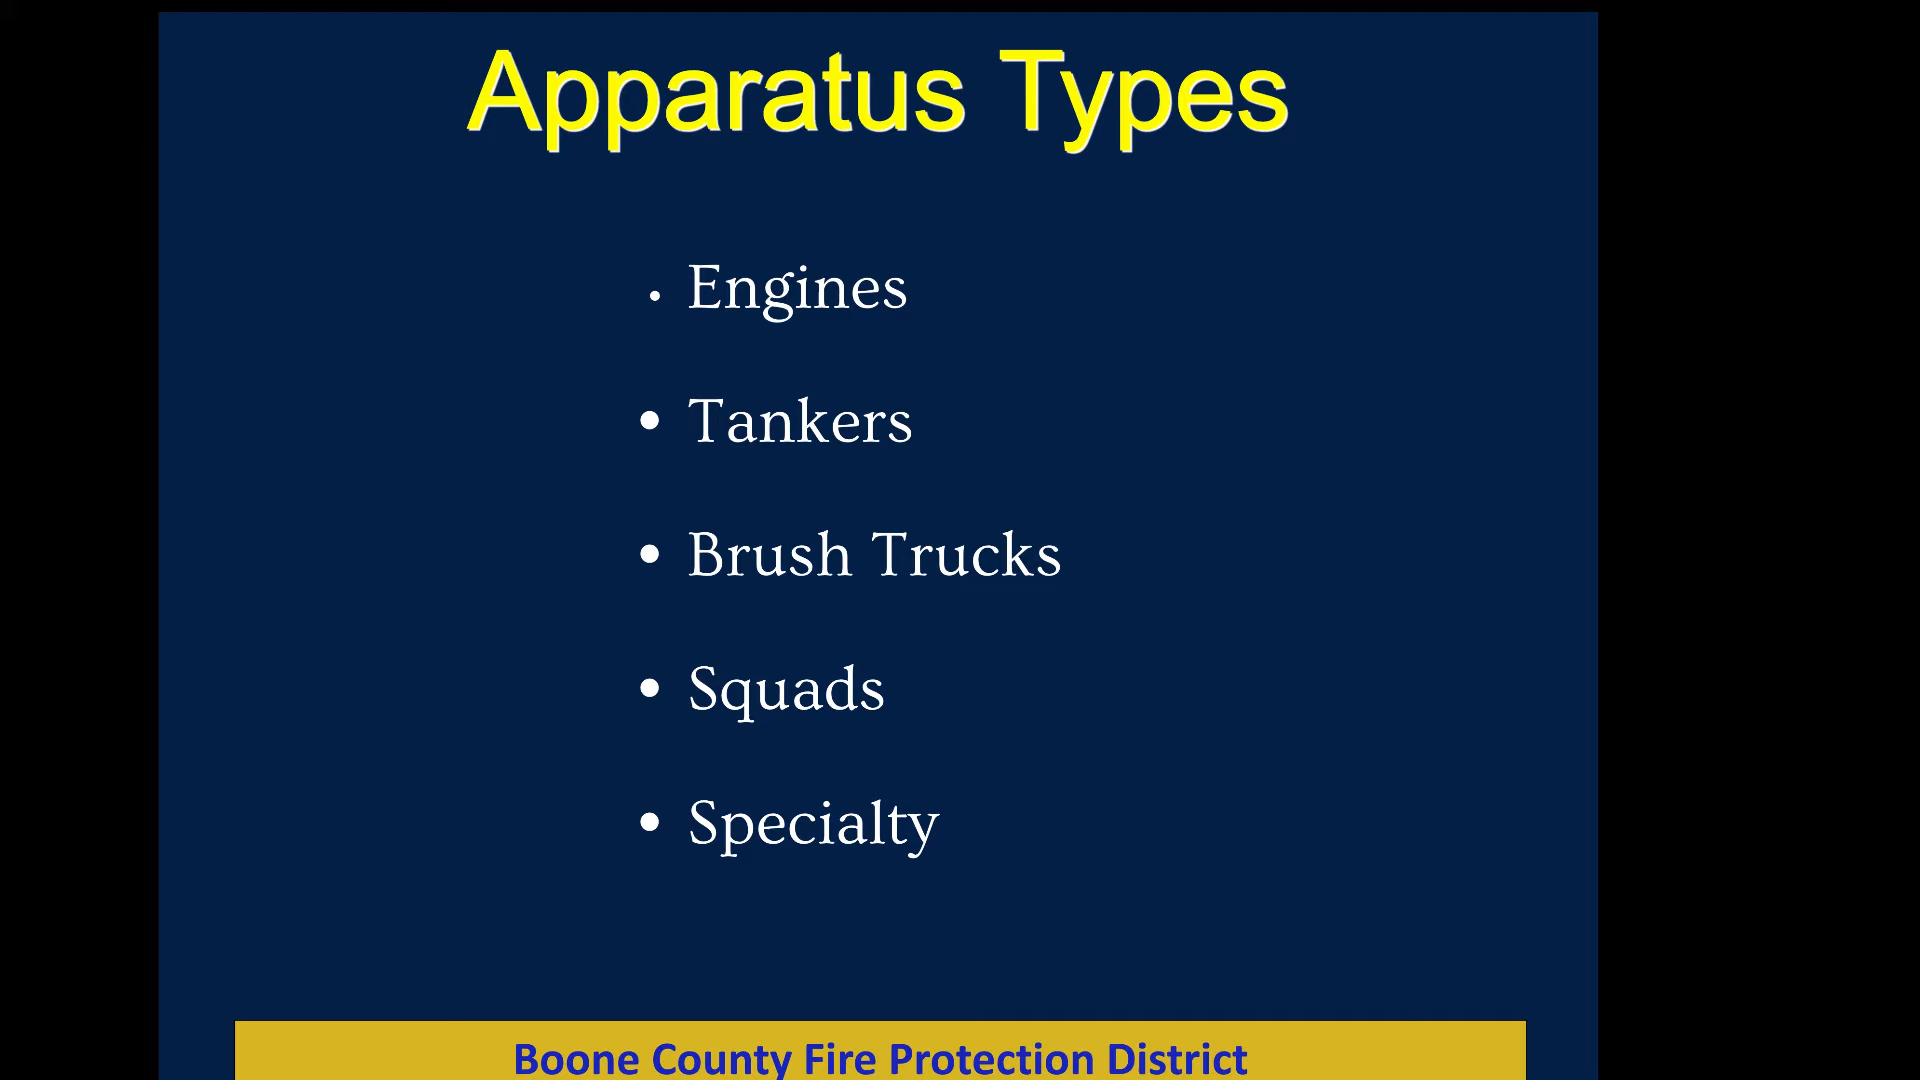 Apparatus Types
• Engines
• Tankers
• Brush Trucks
• Squads
• Specialty
Boone County Fire Protection District